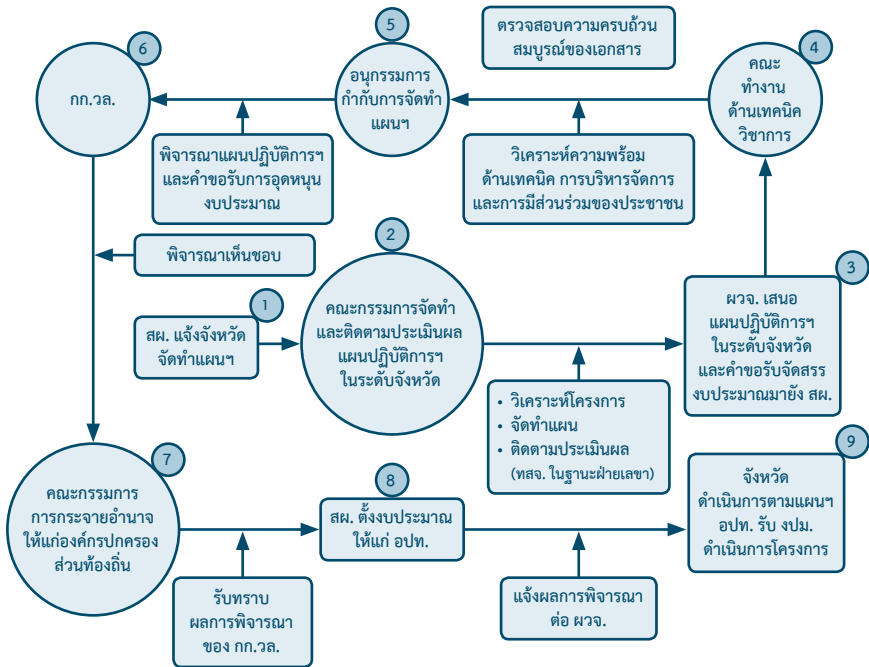 5
ตรวจสอบความครบถ้วน
สมบูรณ์ของเอกสาร
4
6
กก.วล.
อนุกรรมการ
กำกับการจัดทำ
แผนฯ
คณะ
ทำงาน
ด้านเทคนิค
วิชาการ
พิจารณาแผนปฏิบัติการฯ
และคำขอรับการอุดหนุน
งบประมาณ
วิเคราะห์ความพร้อม
ด้านเทคนิค การบริหารจัดการ
และการมีส่วนร่วมของประชาชน
พิจารณาเห็นชอบ
2
3
1
สผ. แจ้งจังหวัด
จัดทำแผนฯ
คณะกรรมการจัดทำ
และติดตามประเมินผล
แผนปฏิบัติการฯ
ในระดับจังหวัด
ผวจ. เสนอ
แผนปฏิบัติการฯ
ในระดับจังหวัด
และคำขอรับจัดสรร
งบประมาณมายัง สผ.
• วิเคราะห์โครงการ
• จัดทำแผน
• ติดตามประเมินผล
(ทสจ. ในฐานะฝ่ายเลขา)
7
คณะกรรมการ
การกระจายอำนาจ
ให้แก่องค์กรปกครอง
ส่วนท้องถิ่น
8
สผ. ตั้งงบประมาณ
ให้แก่ อปท.
9
จังหวัด
ดำเนินการตามแผนฯ
อปท. รับ งปม.
ดำเนินการโครงการ
รับทราบ
ผลการพิจารณา
ของ กก.วล.
แจ้งผลการพิจารณา
ต่อ ผวจ.